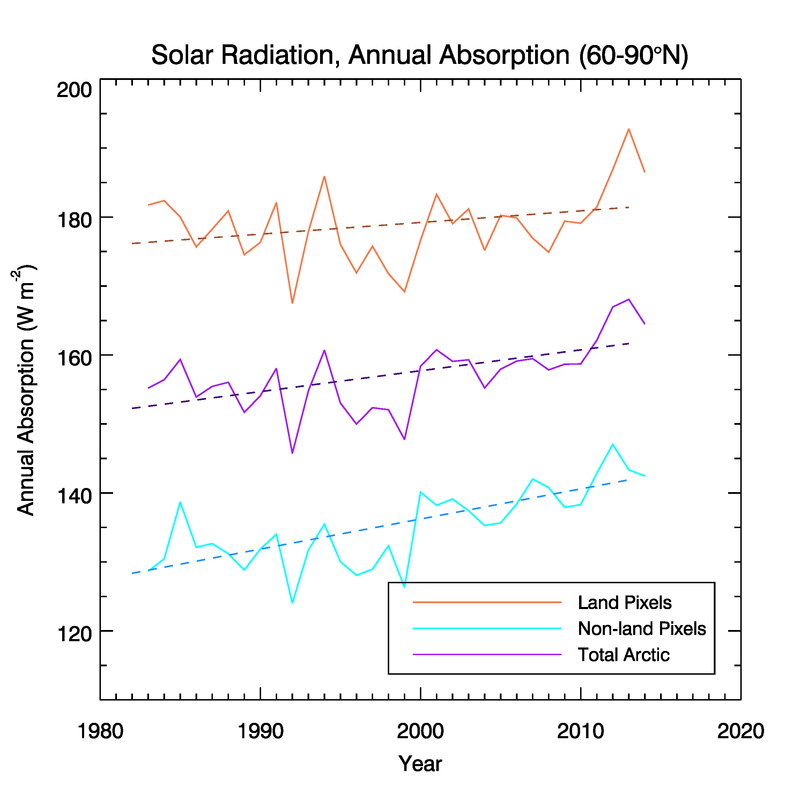 Solar Radiation, Annual Absorption (60-90°N)
200
180
160
140
120
Annual Absorption (W m⁻²)
Land Pixels
Non-land Pixels
Total Arctic
1980 1990 2000 2010 2020
Year